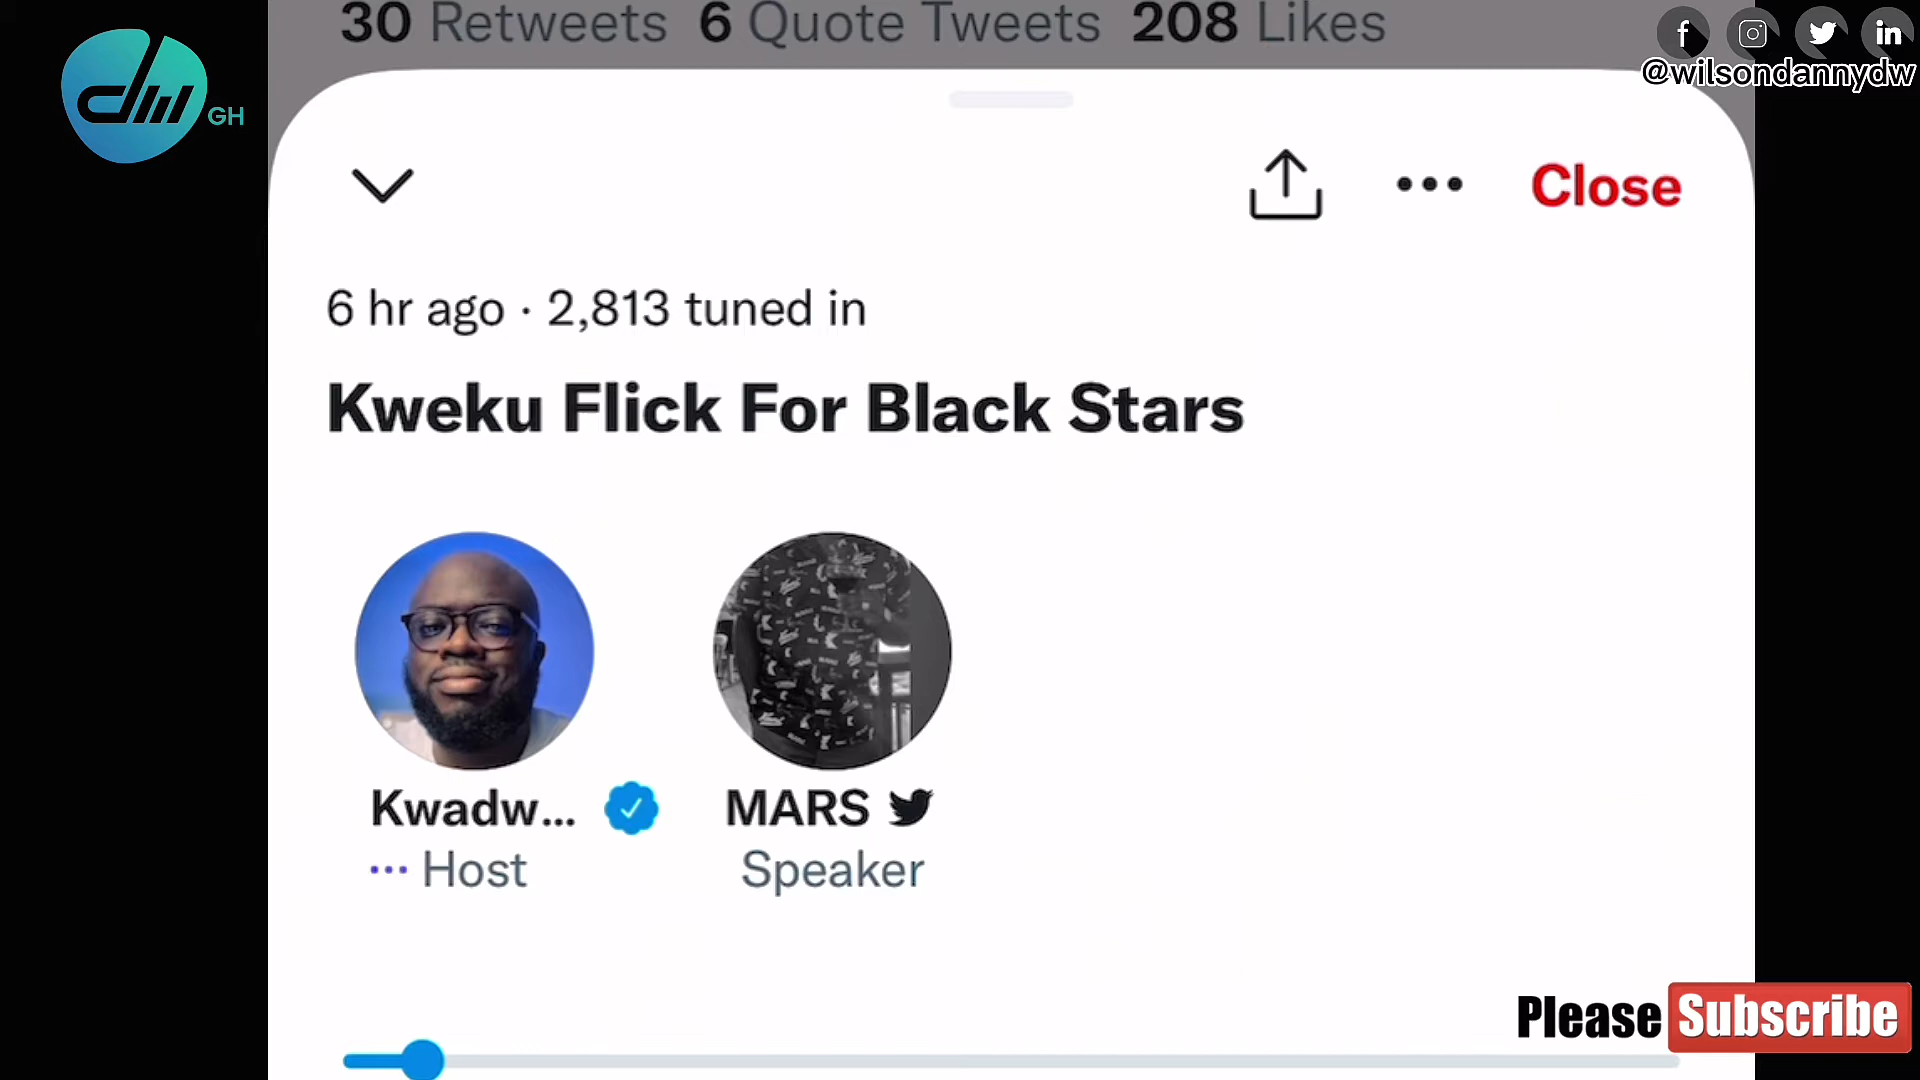 30 Retweets 6 Quote Tweets 208 Likes
@wilsondannydw
dw GH
Close
6 hr ago · 2,813 tuned in
Kweku Flick For Black Stars
Kwadw... MARS
Host Speaker
Please Subscribe